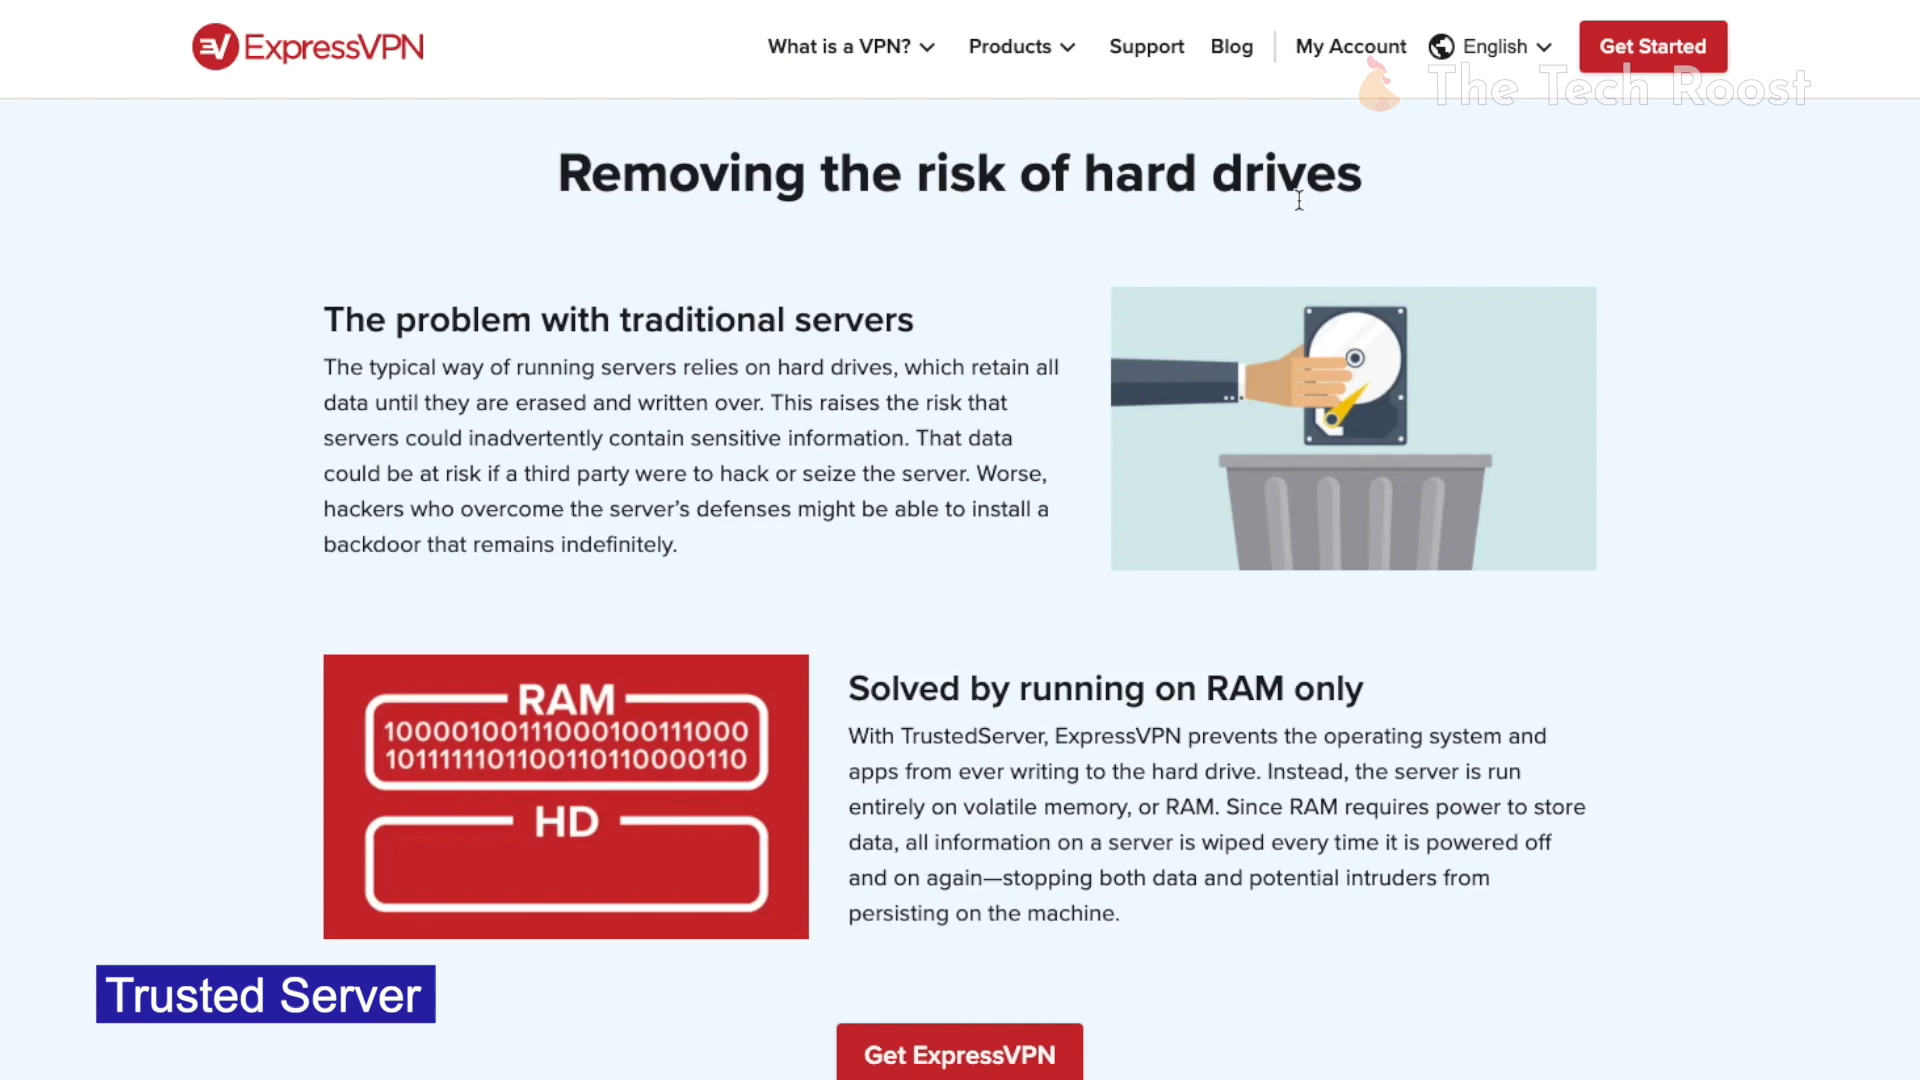 ExpressVPN
What is a VPN? Products Support Blog My Account English Get Started
The Tech Roost
Removing the risk of hard drives
The problem with traditional servers
The typical way of running servers relies on hard drives, which retain all
data until they are erased and written over. This raises the risk that
servers could inadvertently contain sensitive information. That data
could be at risk if a third party were to hack or seize the server. Worse,
hackers who overcome the server’s defenses might be able to install a
backdoor that remains indefinitely.
RAM
1000010011100010011100​0
1011111101100110110000110
HD
Solved by running on RAM only
With TrustedServer, ExpressVPN prevents the operating system and
apps from ever writing to the hard drive. Instead, the server is run
entirely on volatile memory, or RAM. Since RAM requires power to store
data, all information on a server is wiped every time it is powered off
and on again—stopping both data and potential intruders from
persisting on the machine.
Trusted Server
Get ExpressVPN